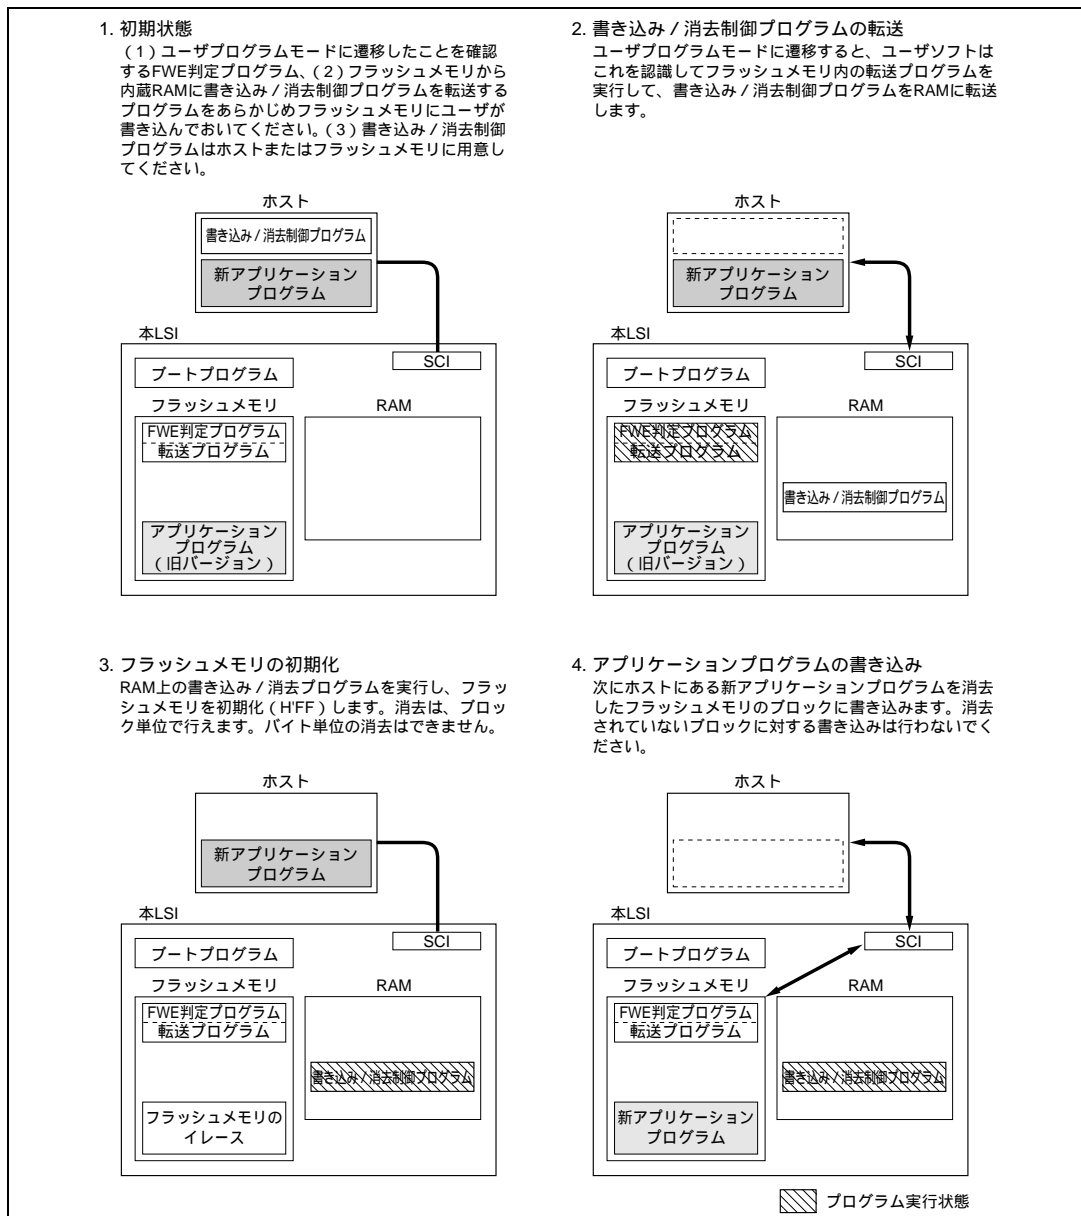 1. 初期状態
（1）ユーザプログラムモードに遷移したことを確認
するFWE判定プログラム、（2）フラッシュメモリから
内蔵RAMに書き込み / 消去制御プログラムを転送する
プログラムをあらかじめフラッシュメモリにユーザが
書き込んでおいてください。（3）書き込み / 消去制御
プログラムはホストまたはフラッシュメモリに用意し
てください。
ホスト
書き込み / 消去制御プログラム
新アプリケーション
プログラム
本LSI
SCI
ブートプログラム
フラッシュメモリ
RAM
FWE判定プログラム
転送プログラム
アプリケーション
プログラム
（旧バージョン）
2. 書き込み / 消去制御プログラムの転送
ユーザプログラムモードに遷移すると、ユーザソフトは
これを認識してフラッシュメモリ内の転送プログラムを
実行して、書き込み / 消去制御プログラムをRAMに転送
します。
ホスト
新アプリケーション
プログラム
本LSI
SCI
ブートプログラム
フラッシュメモリ
RAM
FWE判定プログラム
転送プログラム
書き込み / 消去制御プログラム
アプリケーション
プログラム
（旧バージョン）
3. フラッシュメモリの初期化
RAM上の書き込み / 消去プログラムを実行し、フラッ
シュメモリを初期化（H'FF）します。消去は、ブロッ
ク単位で行えます。バイト単位の消去はできません。
ホスト
新アプリケーション
プログラム
本LSI
SCI
ブートプログラム
フラッシュメモリ
RAM
FWE判定プログラム
転送プログラム
書き込み / 消去制御プログラム
フラッシュメモリの
イレース
4. アプリケーションプログラムの書き込み
次にホストにある新アプリケーションプログラムを消去
したフラッシュメモリのブロックに書き込みます。消去
されていないブロックに対する書き込みは行わないでく
ださい。
ホスト
本LSI
SCI
ブートプログラム
フラッシュメモリ
RAM
FWE判定プログラム
転送プログラム
書き込み / 消去制御プログラム
新アプリケーション
プログラム
プログラム実行状態